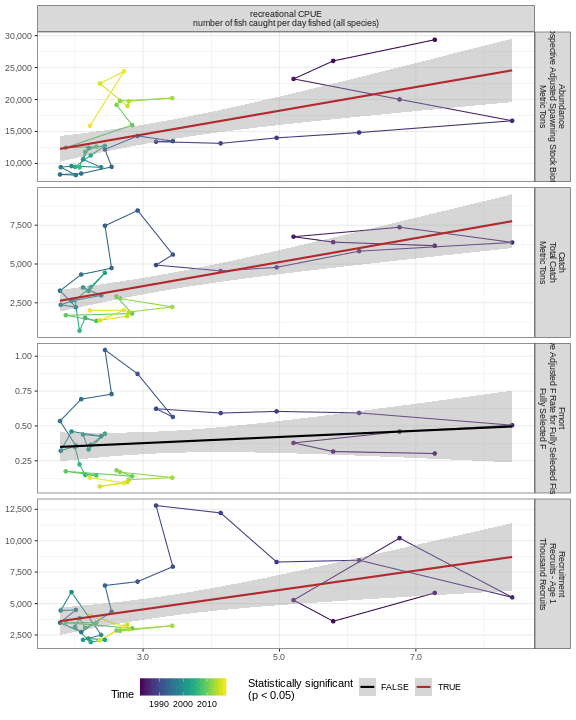 recreational CPUE
number of fish caught per day fished (all species)
30,000
25,000
20,000
15,000
10,000
Abundance
Adjusted Spawning Stock
Metric Tons
7,500
5,000
2,500
Catch
Total Catch
Metric Tons
1.00
0.75
0.50
0.25
Fmort
Adjusted F Rate for Fully Selected
Fully Selected F
12,500
10,000
7,500
5,000
2,500
Recruitment
Recruits - Age 1
Thousand Recruits
3.0 5.0 7.0
Time
1990 2000 2010
Statistically significant
(p < 0.05)
FALSE TRUE